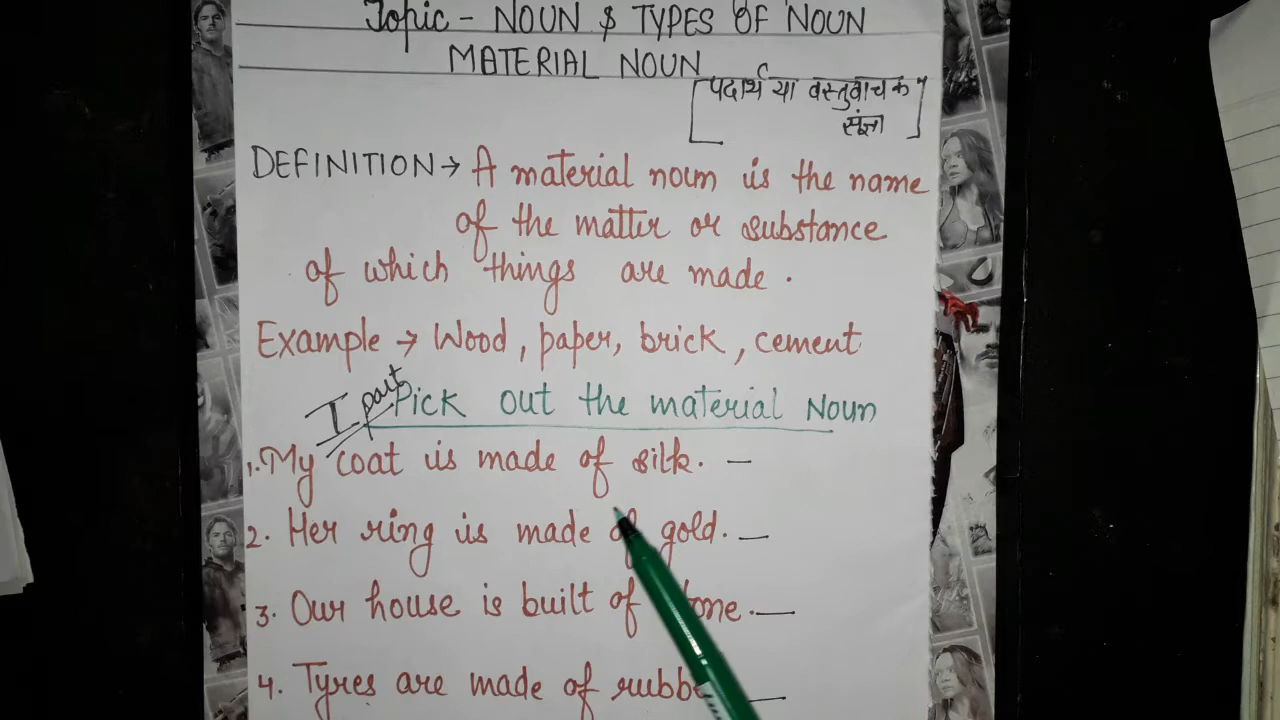 Topic - NOUN $ TYPES OF NOUN
MATERIAL NOUN
[पदार्थ या वस्तुवाचक
संज्ञा]
DEFINITION → A material noun is the name
of the matter or substance
of which things are made.
Example → Wood, paper, brick, cement
I part Pick out the material Noun
1. My coat is made of silk. —
2. Her ring is made of gold. —
3. Our house is built of —
4. Tyres are made of —